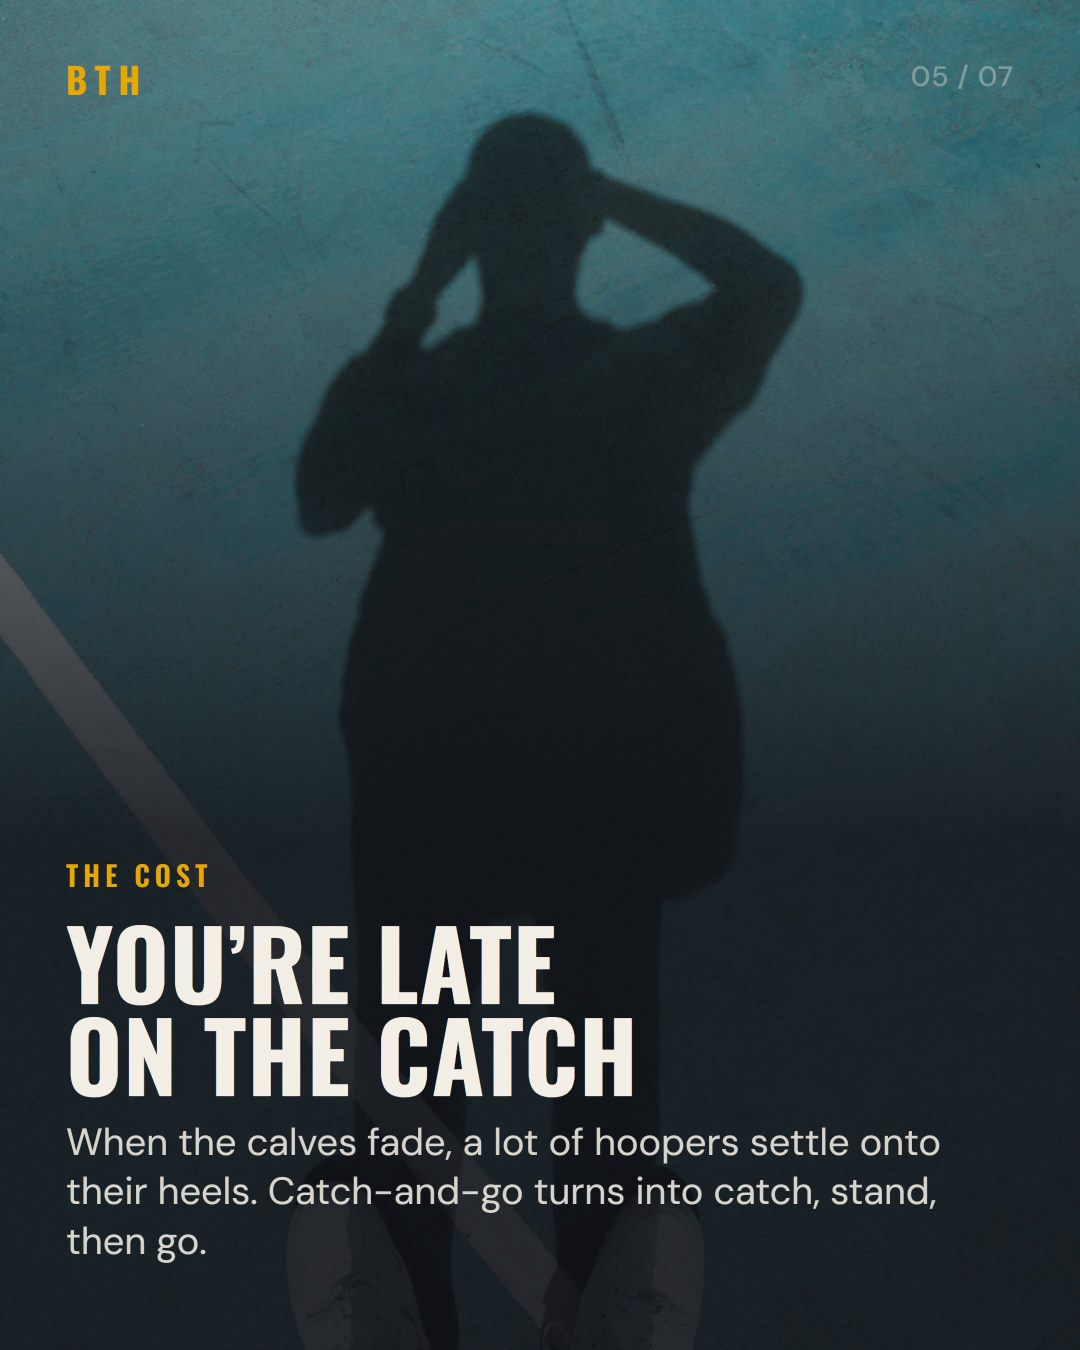 BTH
05 / 07
THE COST
YOU’RE LATE
ON THE CATCH
When the calves fade, a lot of hoopers settle onto
their heels. Catch-and-go turns into catch, stand,
then go.